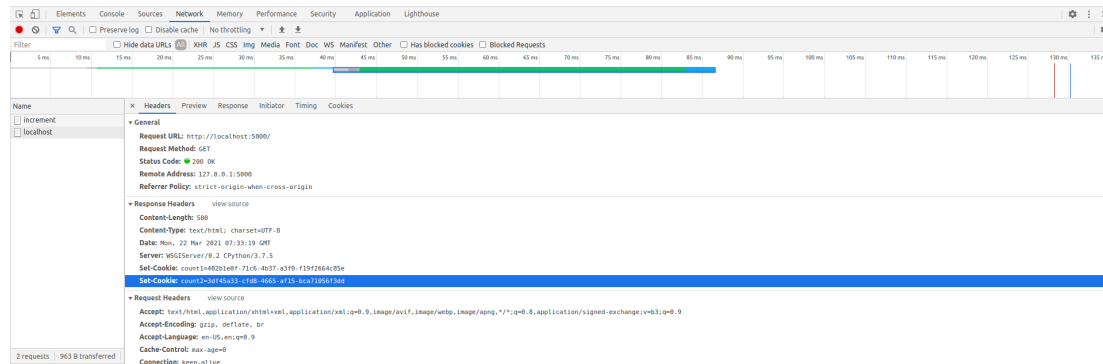 Elements Console Sources Network Memory Performance Security Application Lighthouse
Preserve log Disable cache No throttling
Filter Hide data URLs All XHR JS CSS Img Media Font Doc WS Manifest Other Has blocked cookies Blocked Requests
5 ms 10 ms 15 ms 20 ms 25 ms 30 ms 35 ms 40 ms 45 ms 50 ms 55 ms 60 ms 65 ms 70 ms 75 ms 80 ms 85 ms 90 ms 95 ms 100 ms 105 ms 110 ms 115 ms 120 ms 125 ms 130 ms 135
Name × Headers Preview Response Initiator Timing Cookies
increment
localhost
General
Request URL: http://localhost:5000/
Request Method: GET
Status Code: 200 OK
Remote Address: 127.0.0.1:5000
Referrer Policy: strict-origin-when-cross-origin
Response Headers view source
Content-Length: 500
Content-Type: text/html; charset=UTF-8
Date: Mon, 22 Mar 2021 07:33:19 GMT
Server: WSGIServer/0.2 CPython/3.7.5
Set-Cookie: count1=402b1e0f-71c6-4b37-a3f0-f19f2664c85e
Set-Cookie: count2=3df45a33-cfd8-4665-af15-bca71056f3dd
Request Headers view source
Accept: text/html,application/xhtml+xml,application/xml;q=0.9,image/avif,image/webp,image/apng,*/*;q=0.8,application/signed-exchange;v=b3;q=0.9
Accept-Encoding: gzip, deflate, br
Accept-Language: en-US,en;q=0.9
Cache-Control: max-age=0
Connection: keep-alive
2 requests 963 B transferred